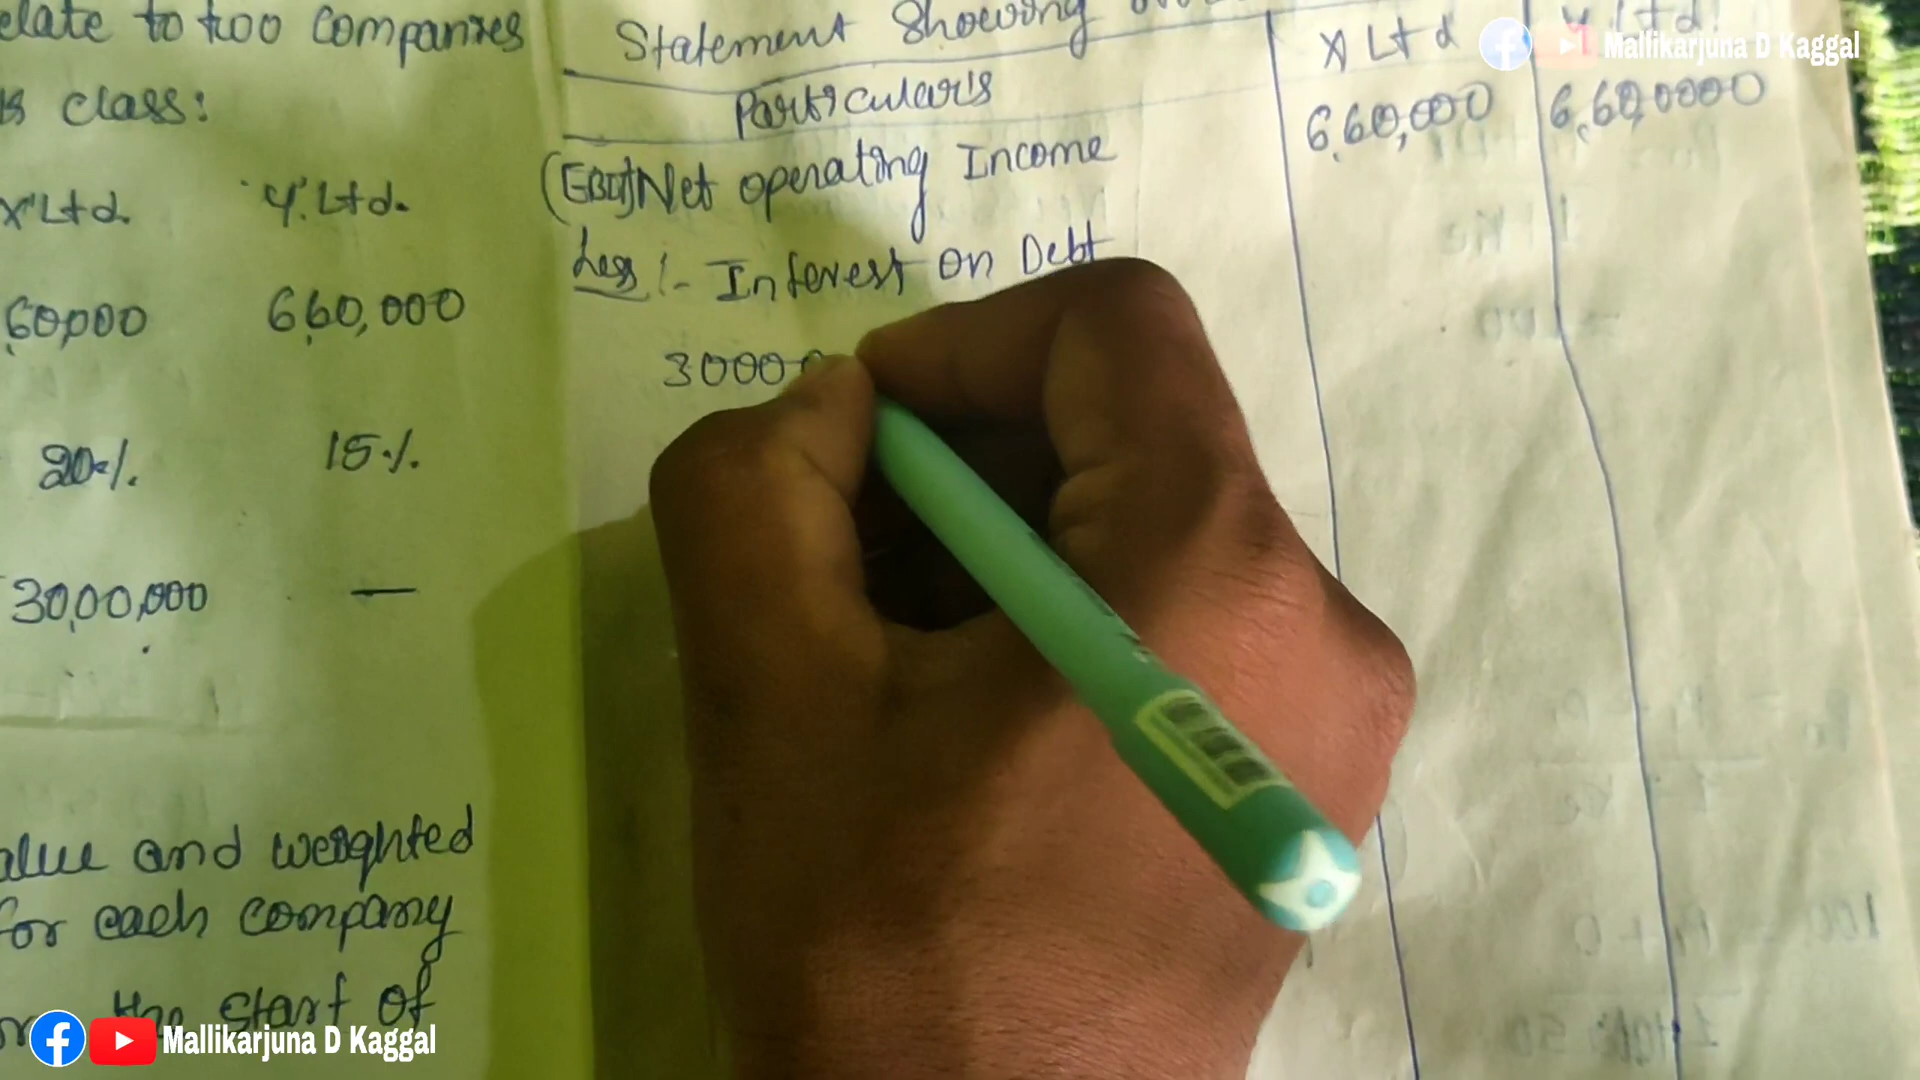 elate to two companies
class:
X Ltd. Y. Ltd.
60,000 660,000
20% 15%
30,00,000 —
alue and weighted
for each company
the start of
Statement Showing
Particulars X Ltd Y Ltd
(EBIT) Net operating Income 6,60,000 6,60,0000
Less :- Interest On Debt
3000
Mallikarjuna D Kaggal
Mallikarjuna D Kaggal